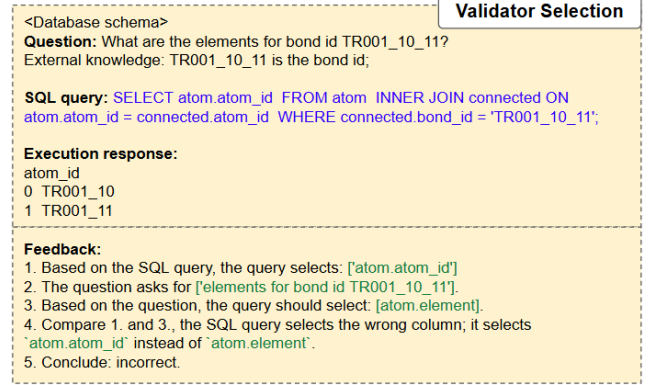 Validator Selection
<Database schema>
Question: What are the elements for bond id TR001_10_11?
External knowledge: TR001_10_11 is the bond id;
SQL query: SELECT atom.atom_id  FROM atom  INNER JOIN connected ON
atom.atom_id = connected.atom_id  WHERE connected.bond_id = 'TR001_10_11';
Execution response:
atom_id
0  TR001_10
1  TR001_11
Feedback:
1. Based on the SQL query, the query selects: ['atom.atom_id']
2. The question asks for ['elements for bond id TR001_10_11'].
3. Based on the question, the query should select: [atom.element].
4. Compare 1. and 3., the SQL query selects the wrong column; it selects
`atom.atom_id` instead of `atom.element`.
5. Conclude: incorrect.